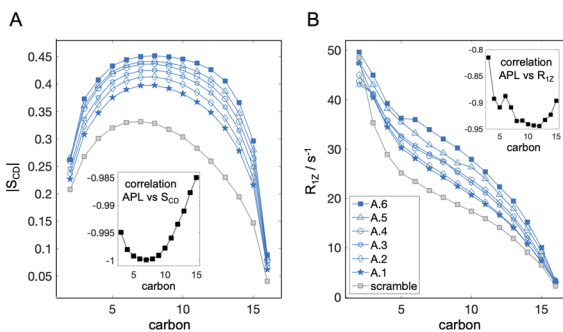 A
|S_CD|
0.45
0.4
0.35
0.3
0.25
0.2
0.15
0.1
0.05
5
10
15
carbon
correlation
APL vs S_CD
-0.985
-0.99
-0.995
-1
5
10
15
carbon
B
R_1Z / s^-1
50
40
30
20
10
0
5
10
15
carbon
correlation
APL vs R_1Z
-0.8
-0.85
-0.9
-0.95
5
10
15
carbon
A.6
A.5
A.4
A.3
A.2
A.1
scramble